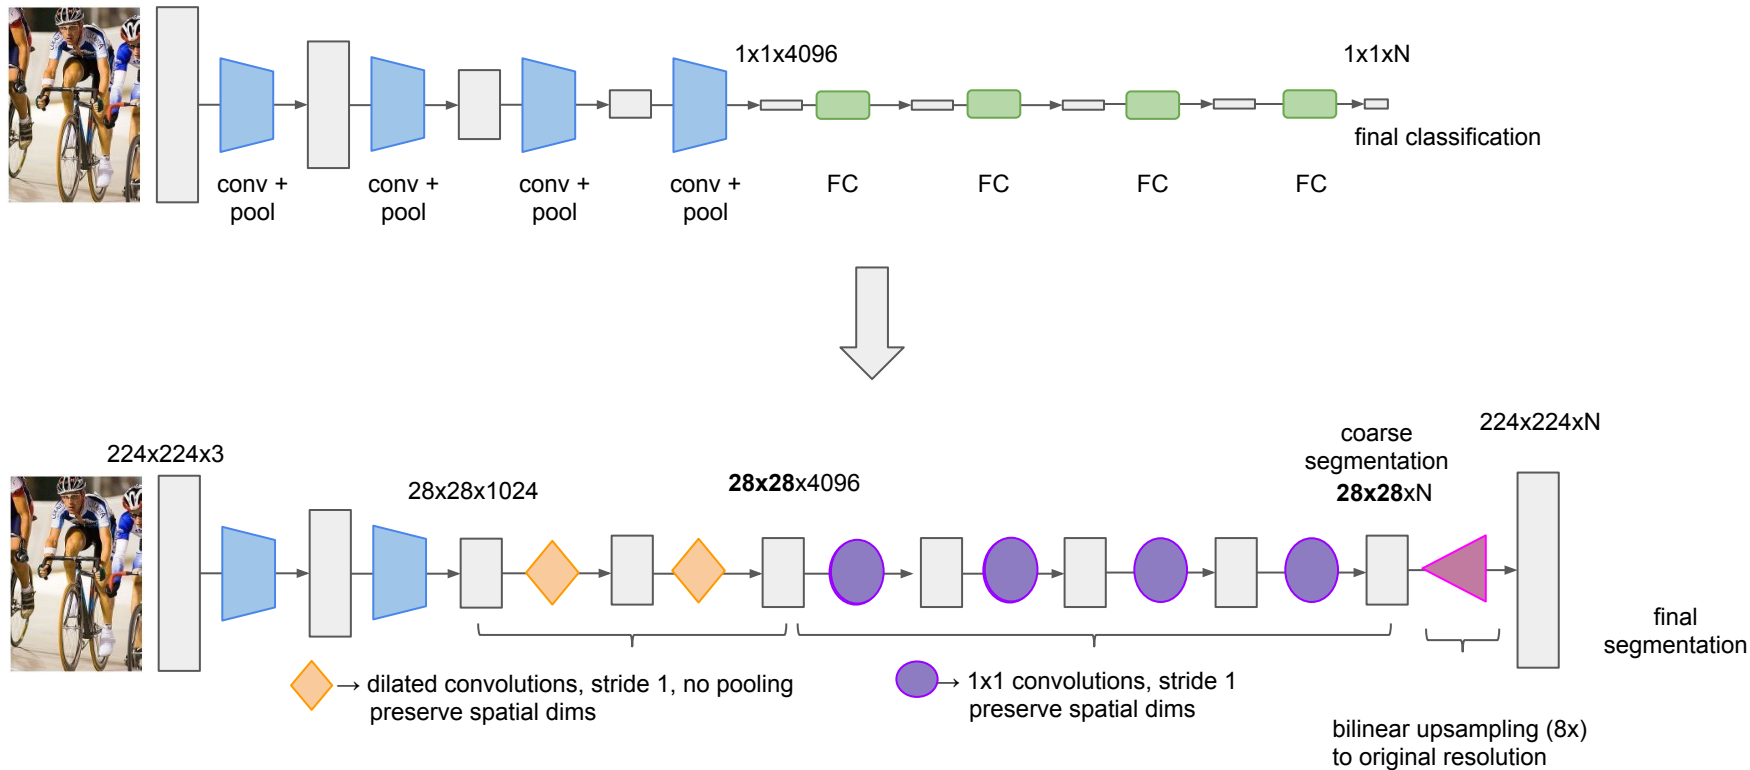 1x1x4096
1x1xN
final classification
conv +
pool
conv +
pool
conv +
pool
conv +
pool
FC
FC
FC
FC
224x224x3
28x28x1024
28x28x4096
coarse
segmentation
28x28xN
224x224xN
final
segmentation
→ dilated convolutions, stride 1, no pooling
preserve spatial dims
→ 1x1 convolutions, stride 1
preserve spatial dims
bilinear upsampling (8x)
to original resolution